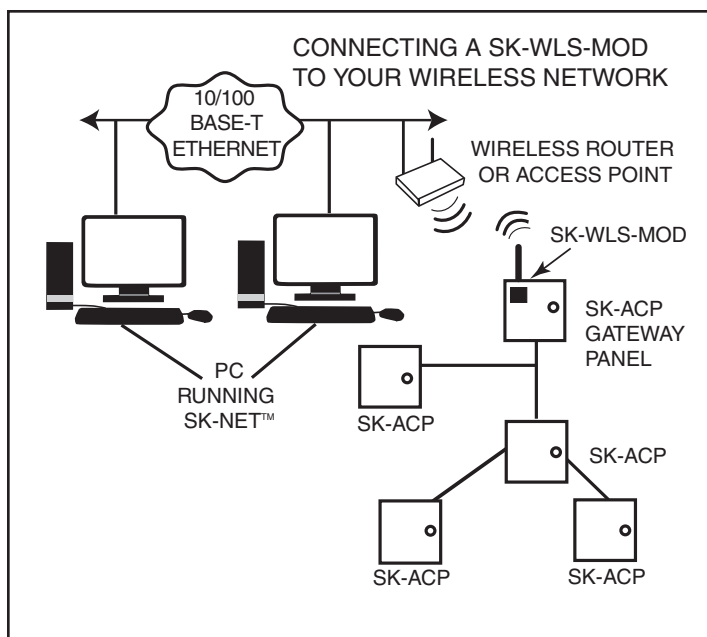 CONNECTING A SK-WLS-MOD
TO YOUR WIRELESS NETWORK
10/100
BASE-T
ETHERNET
WIRELESS ROUTER
OR ACCESS POINT
SK-WLS-MOD
SK-ACP
GATEWAY
PANEL
PC
RUNNING
SK-NET™
SK-ACP
SK-ACP
SK-ACP
SK-ACP